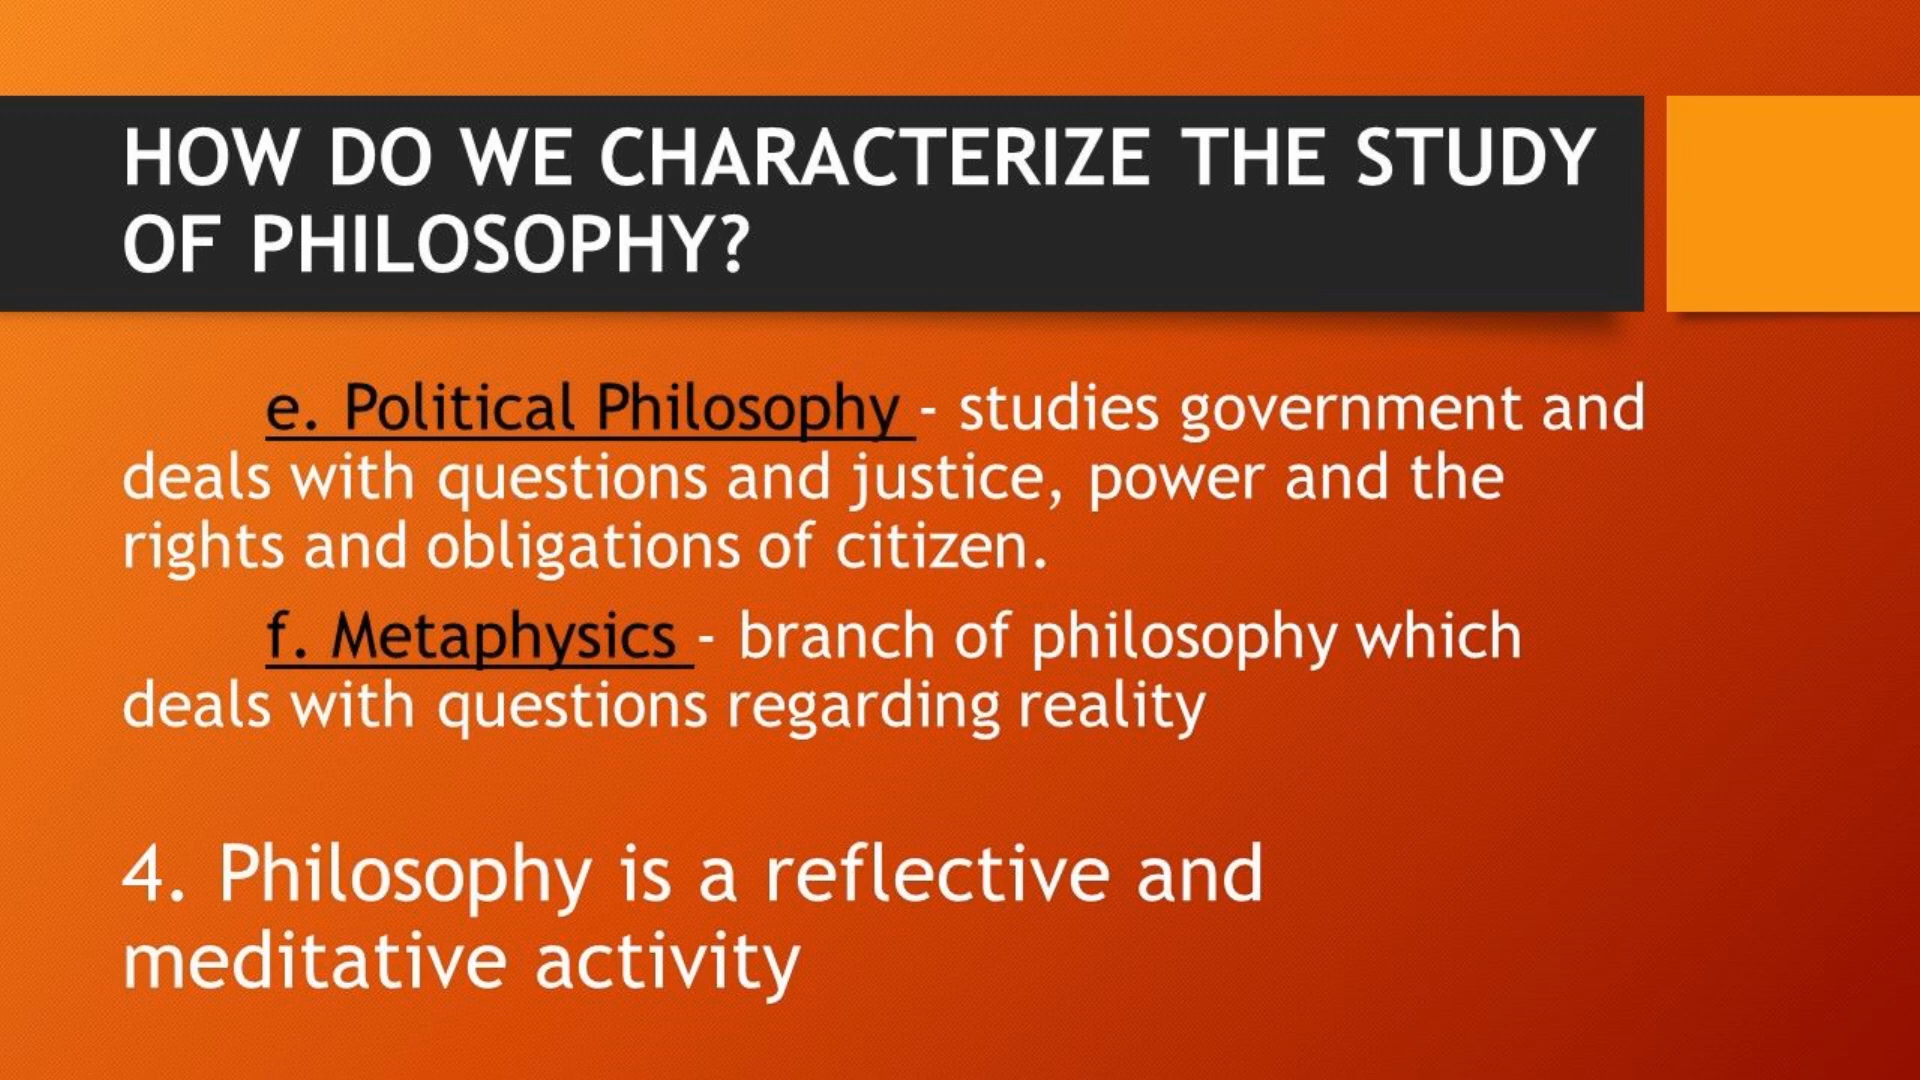 HOW DO WE CHARACTERIZE THE STUDY
OF PHILOSOPHY?
e. Political Philosophy - studies government and
deals with questions and justice, power and the
rights and obligations of citizen.
f. Metaphysics - branch of philosophy which
deals with questions regarding reality
4. Philosophy is a reflective and
meditative activity